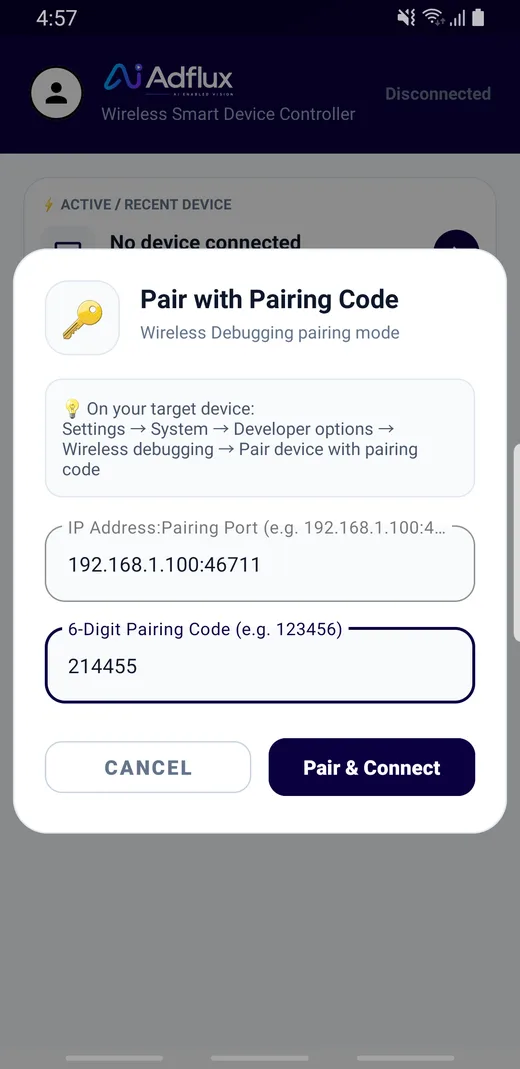 4:57
Adflux
AI ENABLED VISION
Wireless Smart Device Controller
Disconnected
ACTIVE / RECENT DEVICE
No device connected
Pair with Pairing Code
Wireless Debugging pairing mode
On your target device:
Settings → System → Developer options →
Wireless debugging → Pair device with pairing
code
IP Address:Pairing Port (e.g. 192.168.1.100:4…
192.168.1.100:46711
6-Digit Pairing Code (e.g. 123456)
214455
CANCEL
Pair & Connect